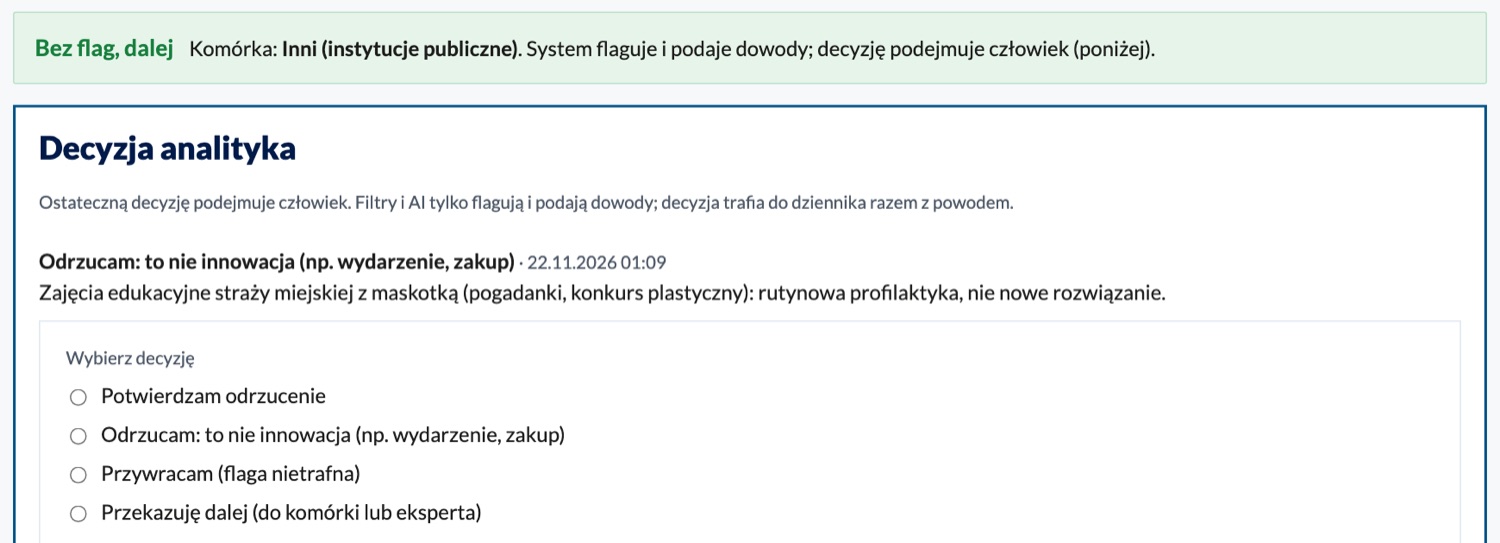 Bez flag, dalej Komórka: Inni (instytucje publiczne). System flaguje i podaje dowody; decyzję podejmuje człowiek (poniżej).
Decyzja analityka
Ostateczną decyzję podejmuje człowiek. Filtry i AI tylko flagują i podają dowody; decyzja trafia do dziennika razem z powodem.
Odrzucam: to nie innowacja (np. wydarzenie, zakup) · 22.11.2026 01:09
Zajęcia edukacyjne straży miejskiej z maskotką (pogadanki, konkurs plastyczny): rutynowa profilaktyka, nie nowe rozwiązanie.
Wybierz decyzję
Potwierdzam odrzucenie
Odrzucam: to nie innowacja (np. wydarzenie, zakup)
Przywracam (flaga nietrafna)
Przekazuję dalej (do komórki lub eksperta)